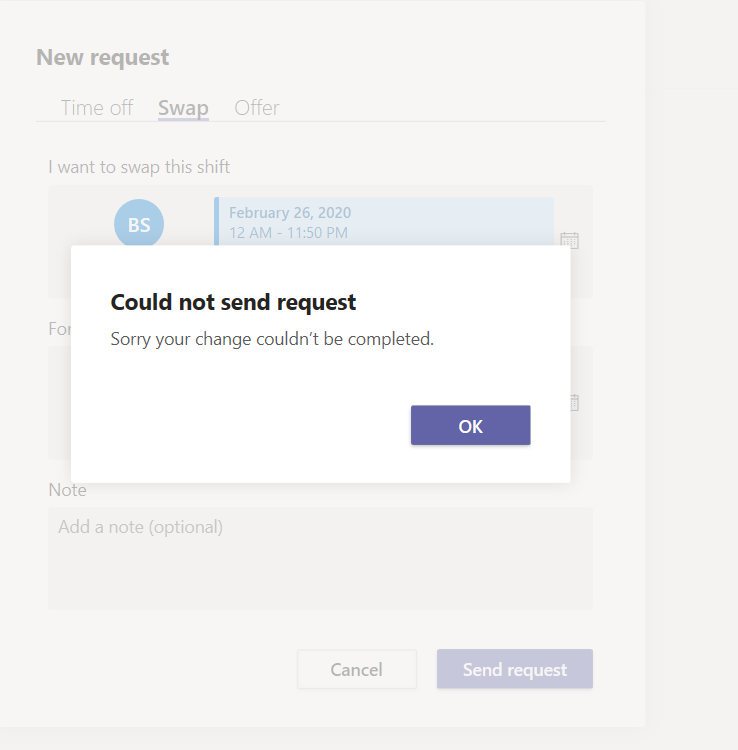 New request
Time off Swap Offer
I want to swap this shift
BS
February 26, 2020
12 AM - 11:50 PM
For
Could not send request
Sorry your change couldn’t be completed.
OK
Note
Add a note (optional)
Cancel Send request